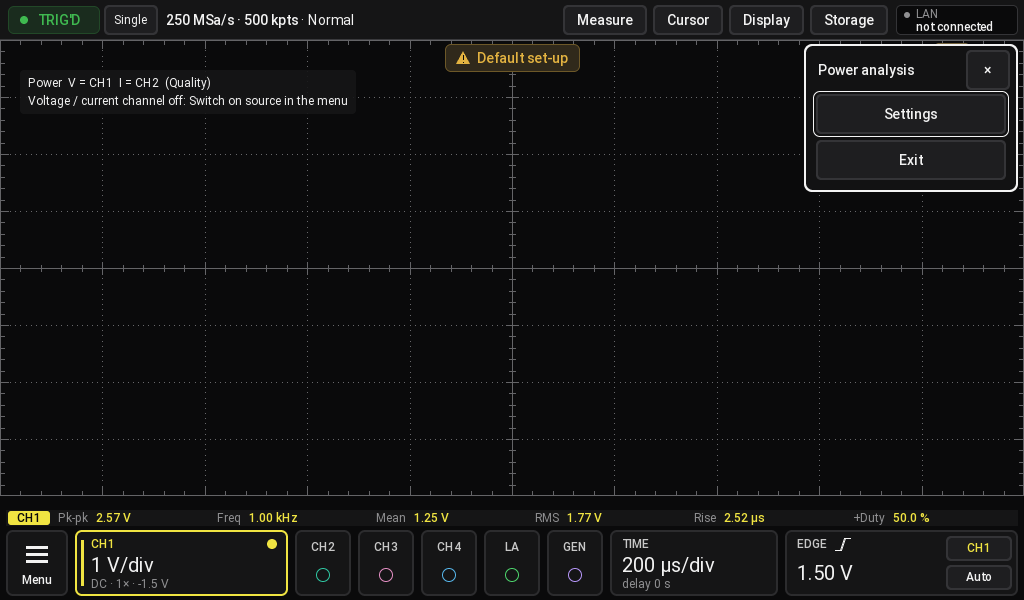 TRIG'D
Single
250 MSa/s · 500 kpts · Normal
Measure
Cursor
Display
Storage
LAN
not connected
Default set-up
Power V = CH1 I = CH2 (Quality)
Voltage / current channel off: Switch on source in the menu
Power analysis
×
Settings
Exit
CH1 Pk-pk 2.57 V Freq 1.00 kHz Mean 1.25 V RMS 1.77 V Rise 2.52 µs +Duty 50.0 %
Menu
CH1
1 V/div
DC · 1× · -1.5 V
CH2
CH3
CH4
LA
GEN
TIME
200 µs/div
delay 0 s
EDGE
1.50 V
CH1
Auto